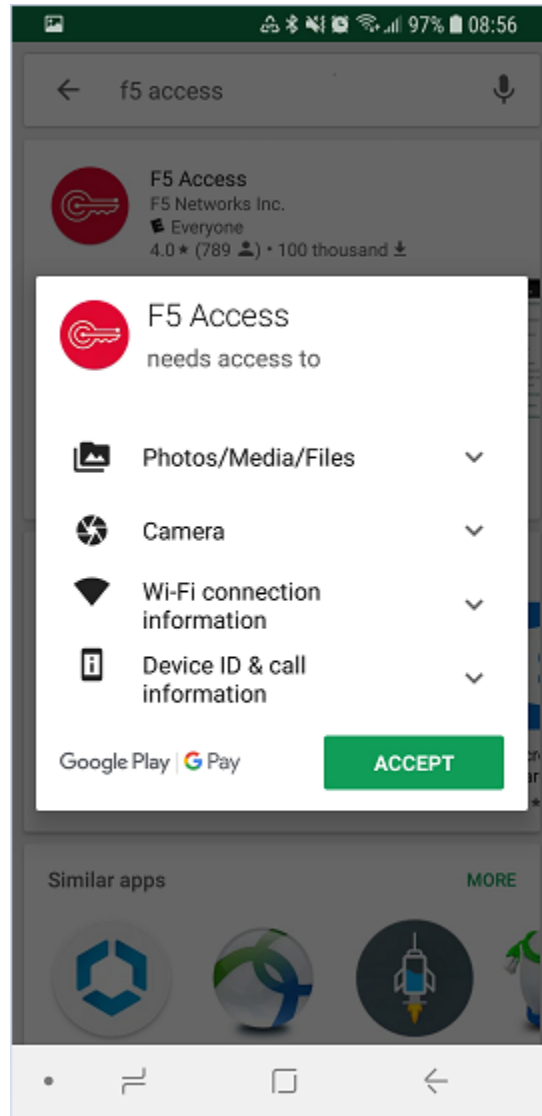 97% 08:56
f5 access
F5 Access
F5 Networks Inc.
E Everyone
4.0 ★ (789) • 100 thousand
F5 Access
needs access to
Photos/Media/Files
Camera
Wi-Fi connection
information
Device ID & call
information
Google Play | G Pay
ACCEPT
Similar apps
MORE